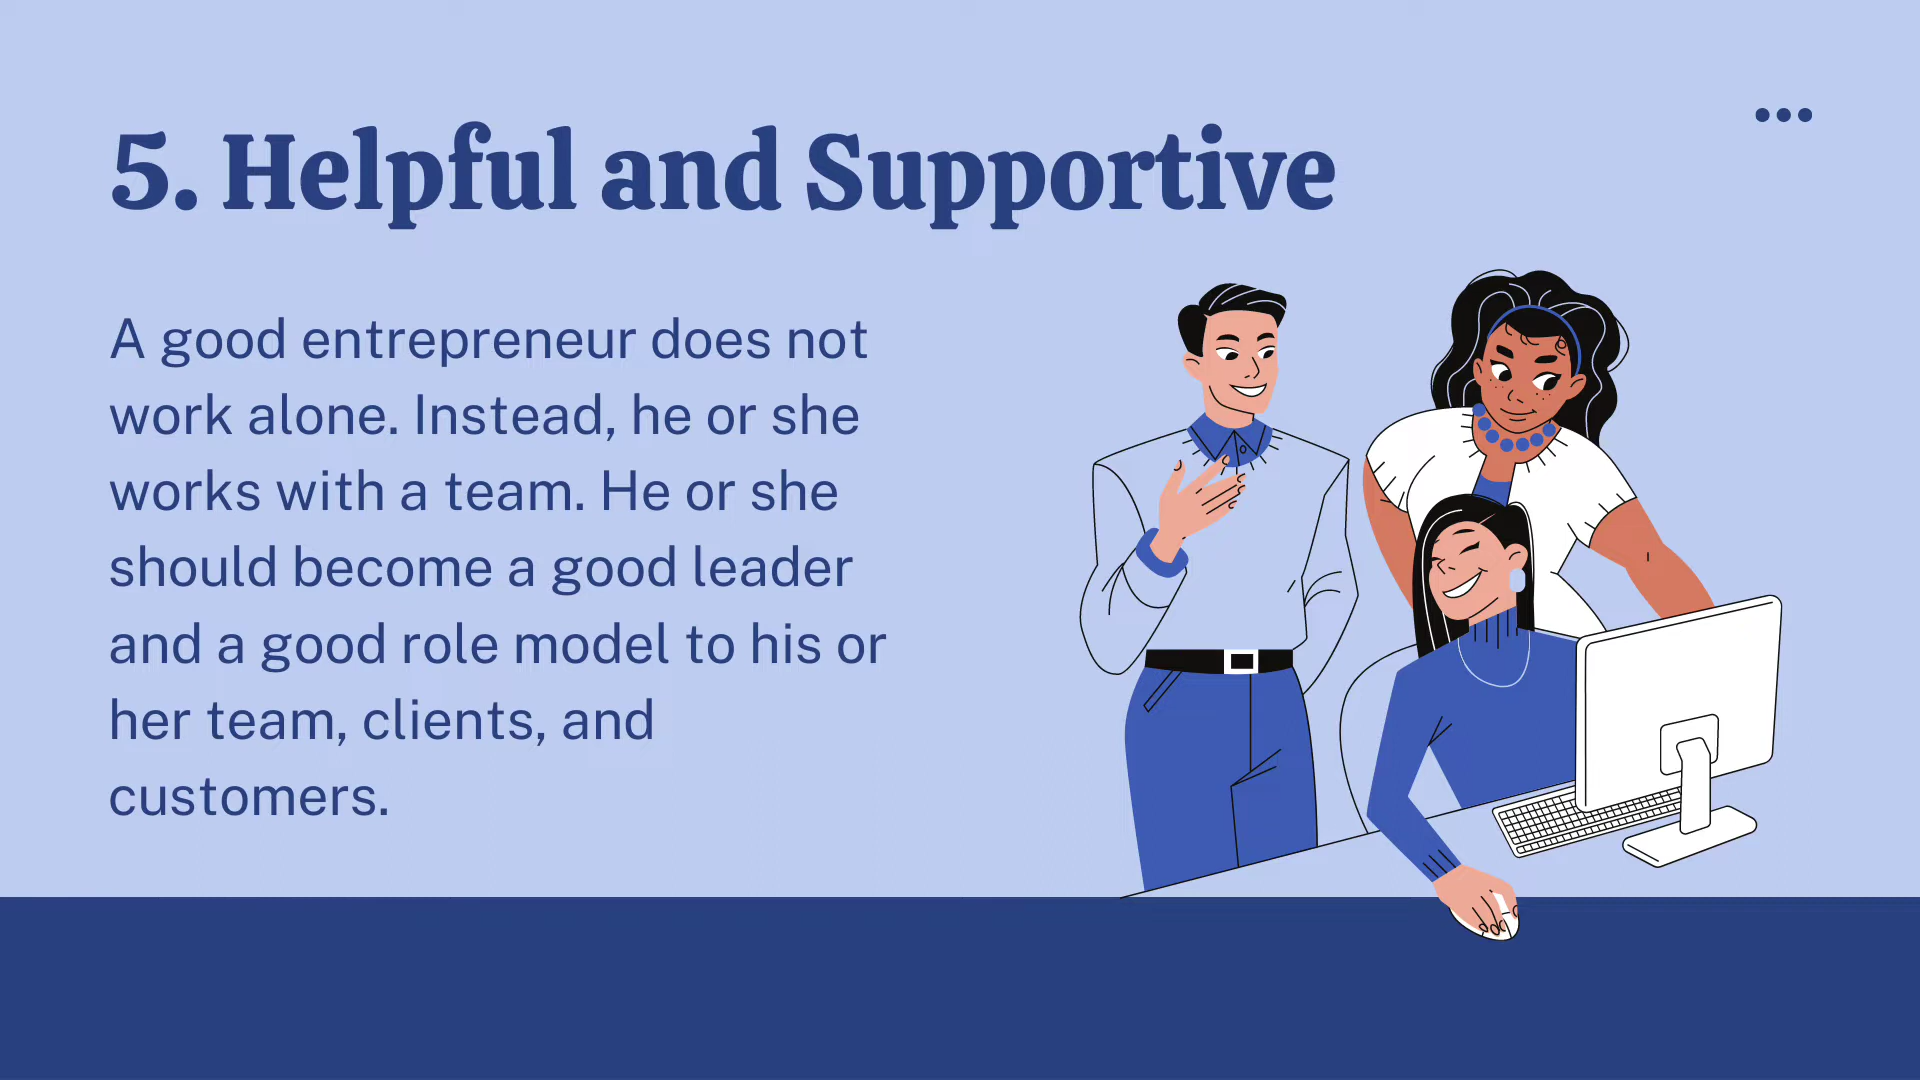 5. Helpful and Supportive
A good entrepreneur does not
work alone. Instead, he or she
works with a team. He or she
should become a good leader
and a good role model to his or
her team, clients, and
customers.